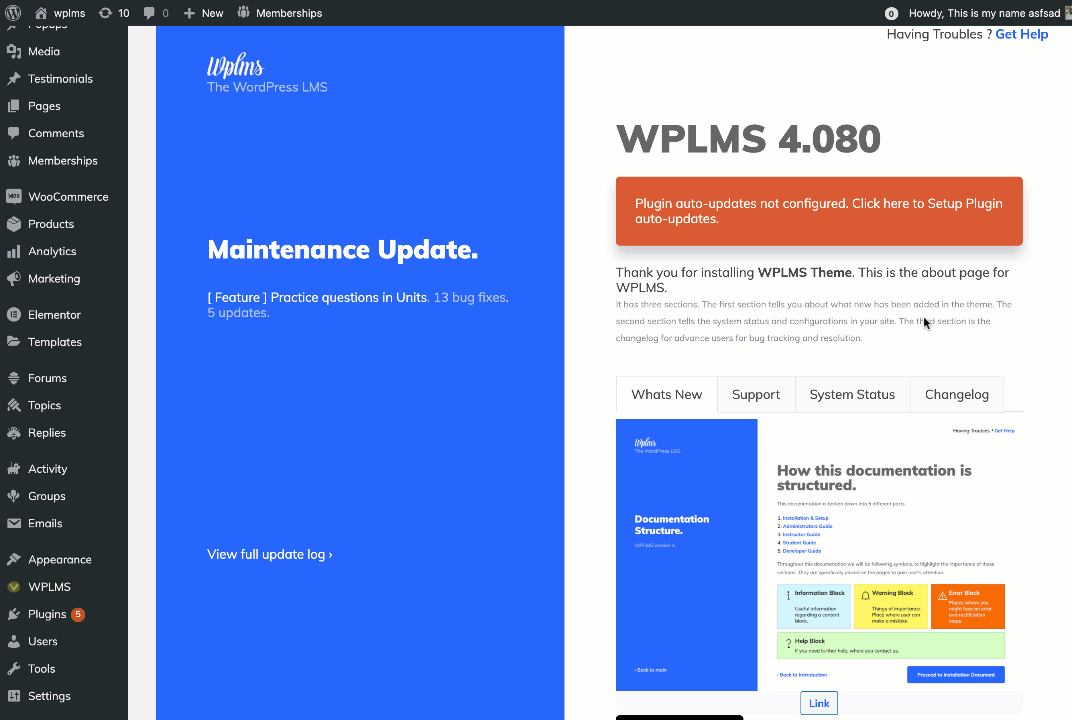 wplms
10
0
New
Memberships
0
Howdy, This is my name asfsad
Popups
Media
Testimonials
Pages
Comments
Memberships
WooCommerce
Products
Analytics
Marketing
Elementor
Templates
Forums
Topics
Replies
Activity
Groups
Emails
Appearance
WPLMS
Plugins 5
Users
Tools
Settings
Wplms
The WordPress LMS
Maintenance Update.
[ Feature ] Practice questions in Units. 13 bug fixes.
5 updates.
View full update log ›
Having Troubles ? Get Help
WPLMS 4.080
Plugin auto-updates not configured. Click here to Setup Plugin
auto-updates.
Thank you for installing WPLMS Theme. This is the about page for
WPLMS.
It has three sections. The first section tells you about what new has been added in the theme. The
second section tells the system status and configurations in your site. The third section is the
changelog for advance users for bug tracking and resolution.
Whats New
Support
System Status
Changelog
Wplms
The WordPress LMS
Documentation
Structure.
WPLMS version 4.
‹ Back to main
Having Troubles ? Get Help
How this documentation is
structured.
This documentation is borken down into 5 different parts:
1. Installation & Setup
2. Administrators Guide
3. Instructor Guide
4. Student Guide
5. Developer Guide
Throughout this documentation we will be following symbols, to highlight the importance of these
sections. They are specifically placed on the pages to gain user's attention.
Information Block
Useful information
regarding a content
block.
Warning Block
Things of importance.
Place where user can
make a mistake.
Error Block
Places where you
might face an error
and rectification
steps.
Help Block
If you need further help, where you contact us.
‹ Back to Introduction
Proceed to Installation Document
Link